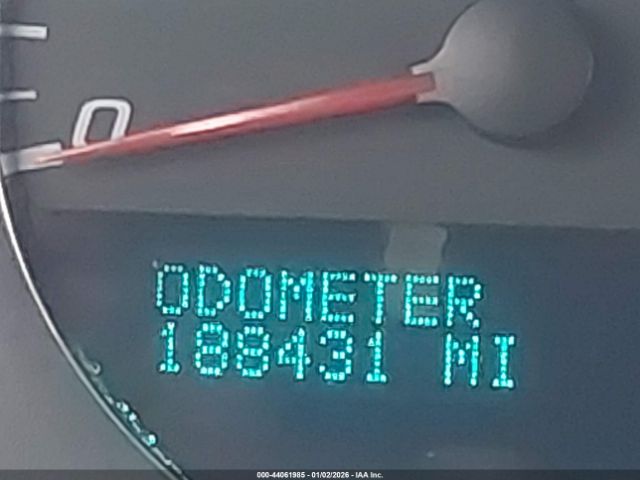 0
ODOMETER
188431 MI
000-44061985 - 01/02/2026 - IAA Inc.